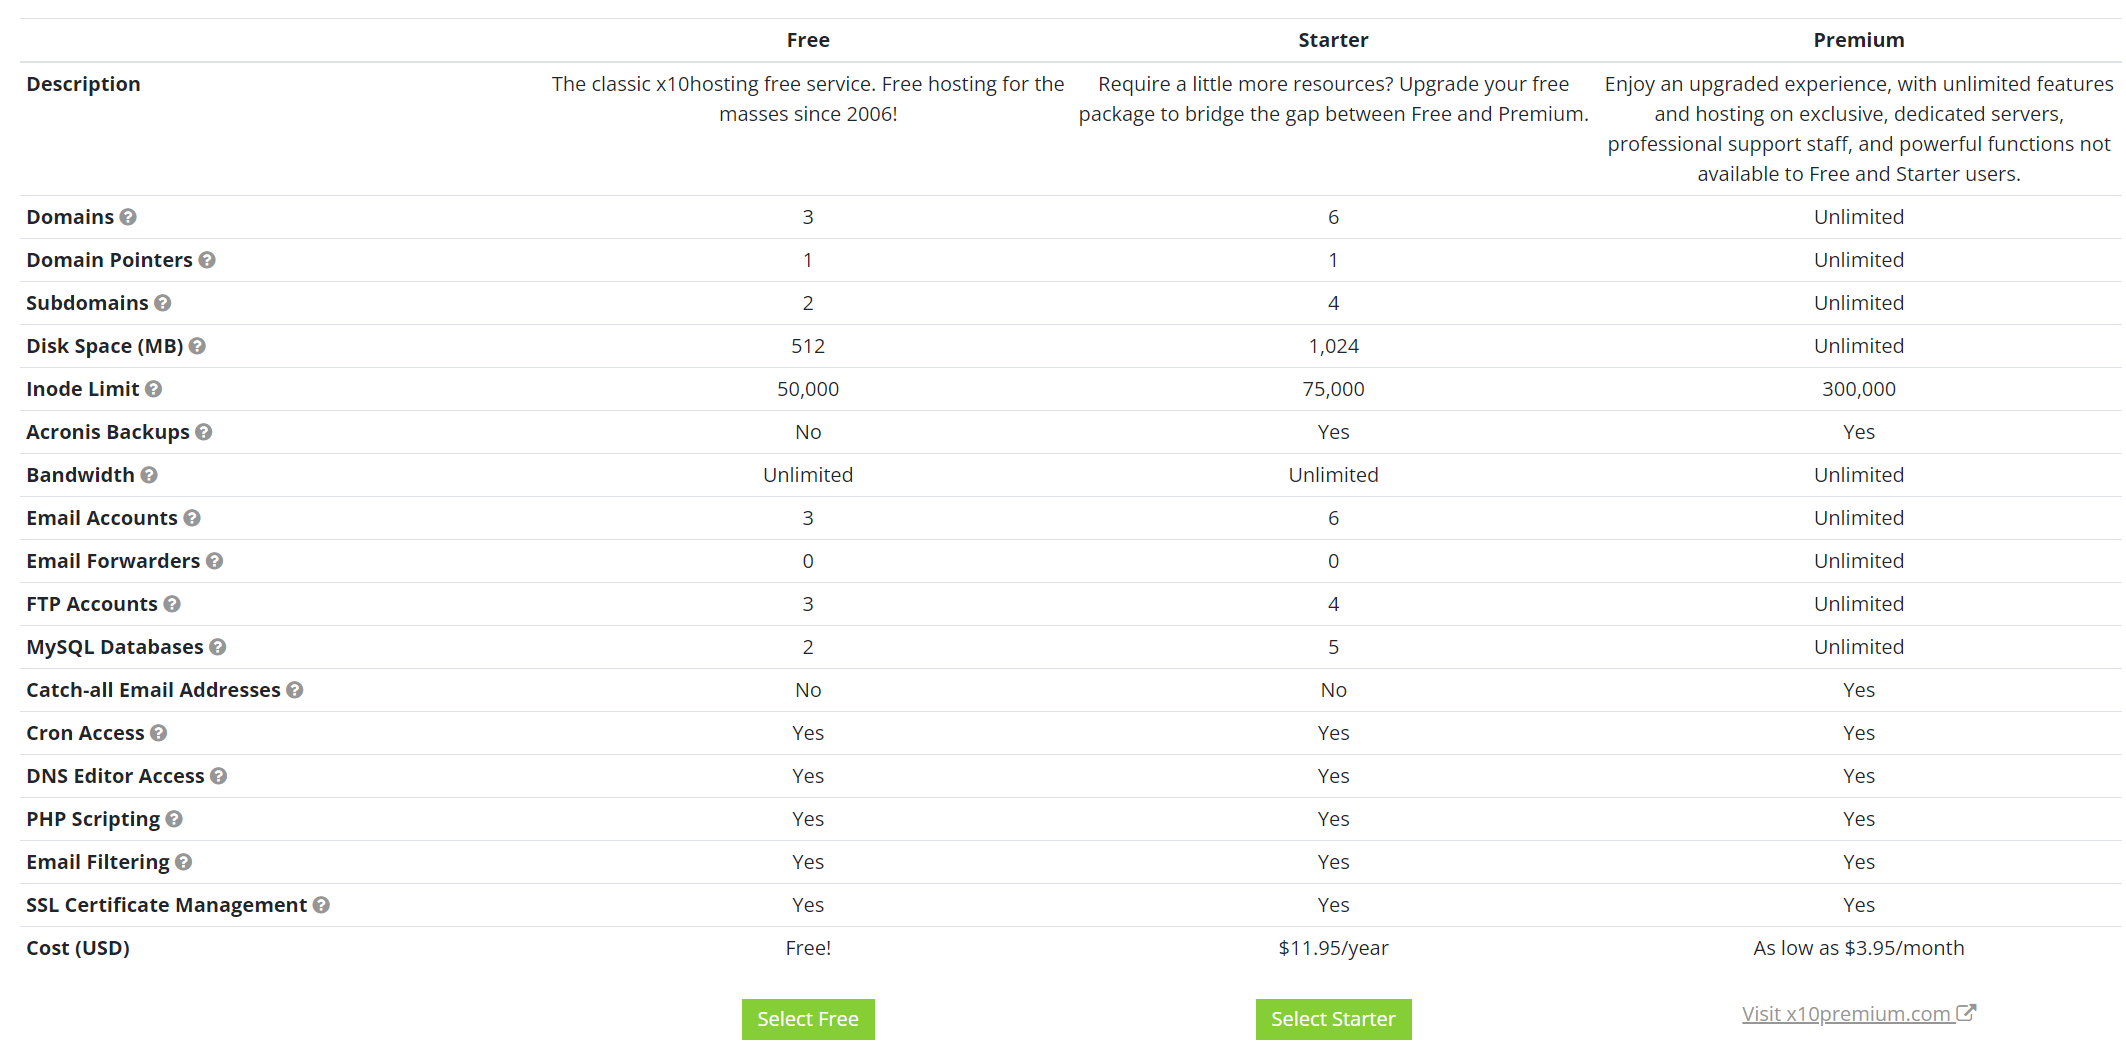 Free Starter Premium
Description The classic x10hosting free service. Free hosting for the Require a little more resources? Upgrade your free Enjoy an upgraded experience, with unlimited features
masses since 2006! package to bridge the gap between Free and Premium. and hosting on exclusive, dedicated servers,
professional support staff, and powerful functions not
available to Free and Starter users.
Domains 3 6 Unlimited
Domain Pointers 1 1 Unlimited
Subdomains 2 4 Unlimited
Disk Space (MB) 512 1,024 Unlimited
Inode Limit 50,000 75,000 300,000
Acronis Backups No Yes Yes
Bandwidth Unlimited Unlimited Unlimited
Email Accounts 3 6 Unlimited
Email Forwarders 0 0 Unlimited
FTP Accounts 3 4 Unlimited
MySQL Databases 2 5 Unlimited
Catch-all Email Addresses No No Yes
Cron Access Yes Yes Yes
DNS Editor Access Yes Yes Yes
PHP Scripting Yes Yes Yes
Email Filtering Yes Yes Yes
SSL Certificate Management Yes Yes Yes
Cost (USD) Free! $11.95/year As low as $3.95/month
Select Free Select Starter Visit x10premium.com